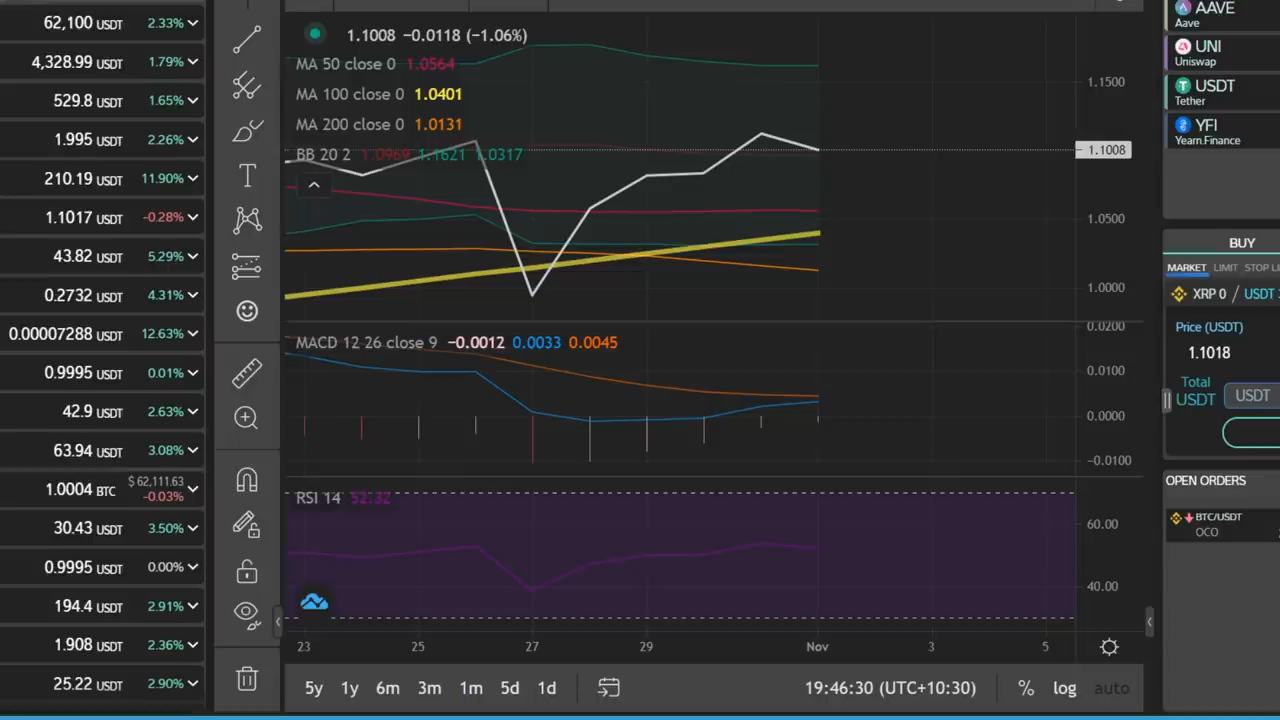 62,100 USDT 2.33%
4,328.99 USDT 1.79%
529.8 USDT 1.65%
1.995 USDT 2.26%
210.19 USDT 11.90%
1.1017 USDT -0.28%
43.82 USDT 5.29%
0.2732 USDT 4.31%
0.00007288 USDT 12.63%
0.9995 USDT 0.01%
42.9 USDT 2.63%
63.94 USDT 3.08%
1.0004 BTC $ 62,111.63
-0.03%
30.43 USDT 3.50%
0.9995 USDT 0.00%
194.4 USDT 2.91%
1.908 USDT 2.36%
25.22 USDT 2.90%
1.1008 −0.0118 (−1.06%)
MA 50 close 0 1.0564
MA 100 close 0 1.0401
MA 200 close 0 1.0131
BB 20 2 1.0969 1.1621 1.0317
1.1500
1.1008
1.0500
1.0000
MACD 12 26 close 9 −0.0012 0.0033 0.0045
0.0200
0.0100
0.0000
−0.0100
RSI 14 52.32
60.00
40.00
23 25 27 29 Nov 3 5
5y 1y 6m 3m 1m 5d 1d
19:46:30 (UTC+10:30) % log auto
AAVE
Aave
UNI
Uniswap
USDT
Tether
YFI
Yearn.Finance
BUY
MARKET LIMIT STOP LI
XRP 0 / USDT
Price (USDT)
1.1018
Total
USDT USDT
OPEN ORDERS
BTC/USDT
OCO